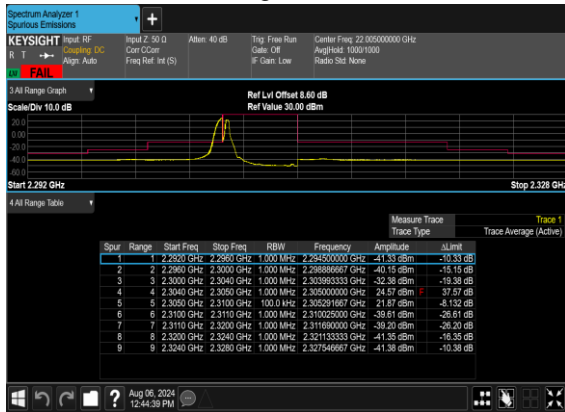 Spectrum Analyzer 1
Spurious Emissions
+
KEYSIGHT Input: RF Input Z: 50 Ω Atten: 40 dB Trig: Free Run Center Freq: 22.005000000 GHz
R T Coupling: DC Corr CCorr Gate: Off Avg|Hold: 1000/1000
Align: Auto Freq Ref: Int (S) IF Gain: Low Radio Std: None
FAIL
3 All Range Graph Ref Lvl Offset 8.60 dB
Scale/Div 10.0 dB Ref Value 30.00 dBm
20.0
0.00
-20.0
-40.0
-60.0
Start 2.292 GHz Stop 2.328 GHz
4 All Range Table
Measure Trace Trace 1
Trace Type Trace Average (Active)
Spur Range Start Freq Stop Freq RBW Frequency Amplitude ΔLimit
1 1 2.2920 GHz 2.2960 GHz 1.000 MHz 2.294500000 GHz -41.33 dBm -10.33 dB
2 2 2.2960 GHz 2.3000 GHz 1.000 MHz 2.298886667 GHz -40.15 dBm -15.15 dB
3 3 2.3000 GHz 2.3040 GHz 1.000 MHz 2.303993333 GHz -32.38 dBm -19.38 dB
4 4 2.3040 GHz 2.3050 GHz 1.000 MHz 2.305000000 GHz 24.57 dBm F 37.57 dB
5 5 2.3050 GHz 2.3100 GHz 100.0 kHz 2.305291667 GHz 21.87 dBm -8.132 dB
6 6 2.3100 GHz 2.3110 GHz 1.000 MHz 2.310025000 GHz -39.61 dBm -26.61 dB
7 7 2.3110 GHz 2.3200 GHz 1.000 MHz 2.311690000 GHz -39.20 dBm -26.20 dB
8 8 2.3200 GHz 2.3240 GHz 1.000 MHz 2.321133333 GHz -41.35 dBm -16.35 dB
9 9 2.3240 GHz 2.3280 GHz 1.000 MHz 2.327546667 GHz -41.38 dBm -10.38 dB
? Aug 06, 2024
12:44:39 PM